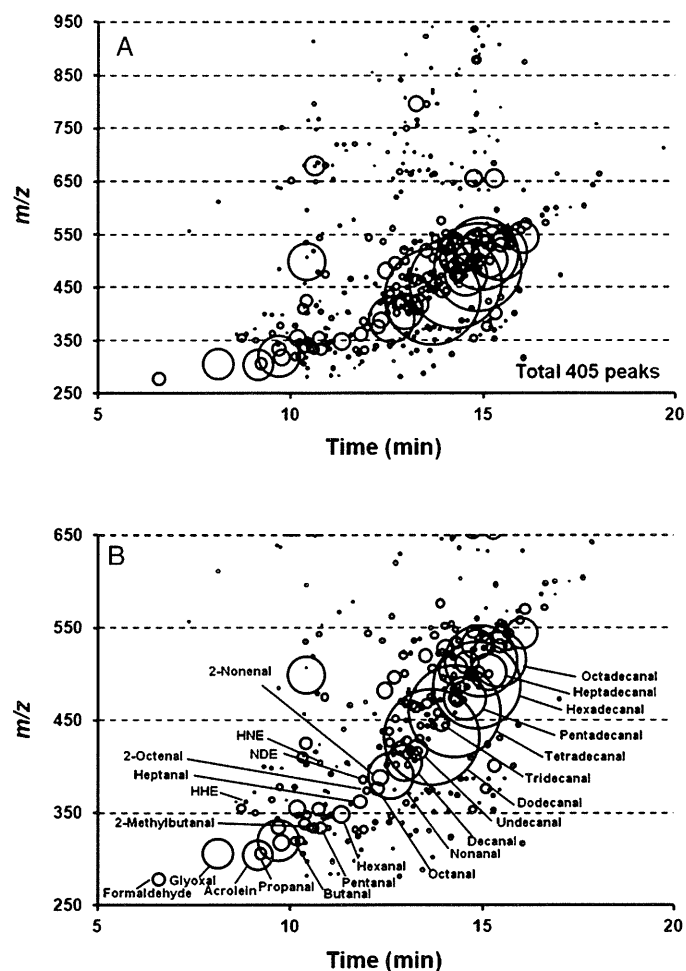 A
950
850
750
650
550
450
350
250
m/z
5
10
15
20
Total 405 peaks
Time (min)
B
650
550
450
350
250
m/z
5
10
15
20
2-Nonenal
HNE
NDE
2-Octenal
Heptanal
HHE
2-Methylbutanal
Glyoxal
Formaldehyde
Acrolein
Propanal
Butanal
Pentanal
Hexanal
Octanal
Nonanal
Decanal
Undecanal
Dodecanal
Tridecanal
Tetradecanal
Pentadecanal
Hexadecanal
Heptadecanal
Octadecanal
Time (min)